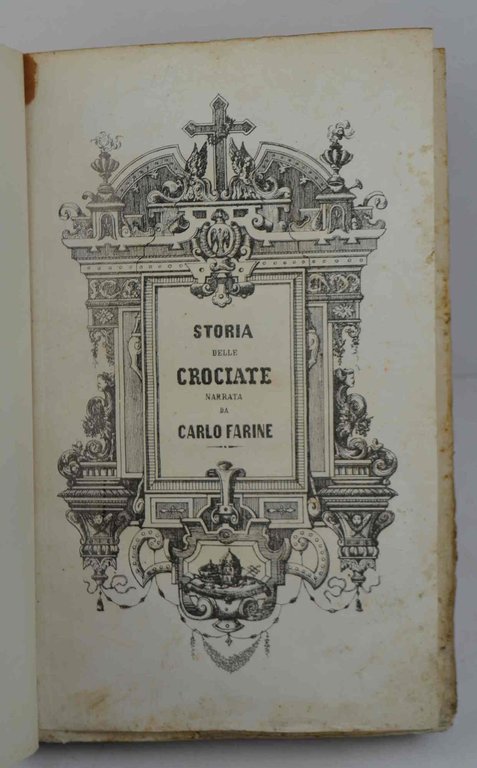 STORIA
DELLE
CROCIATE
NARRATA
DA
CARLO FARINE